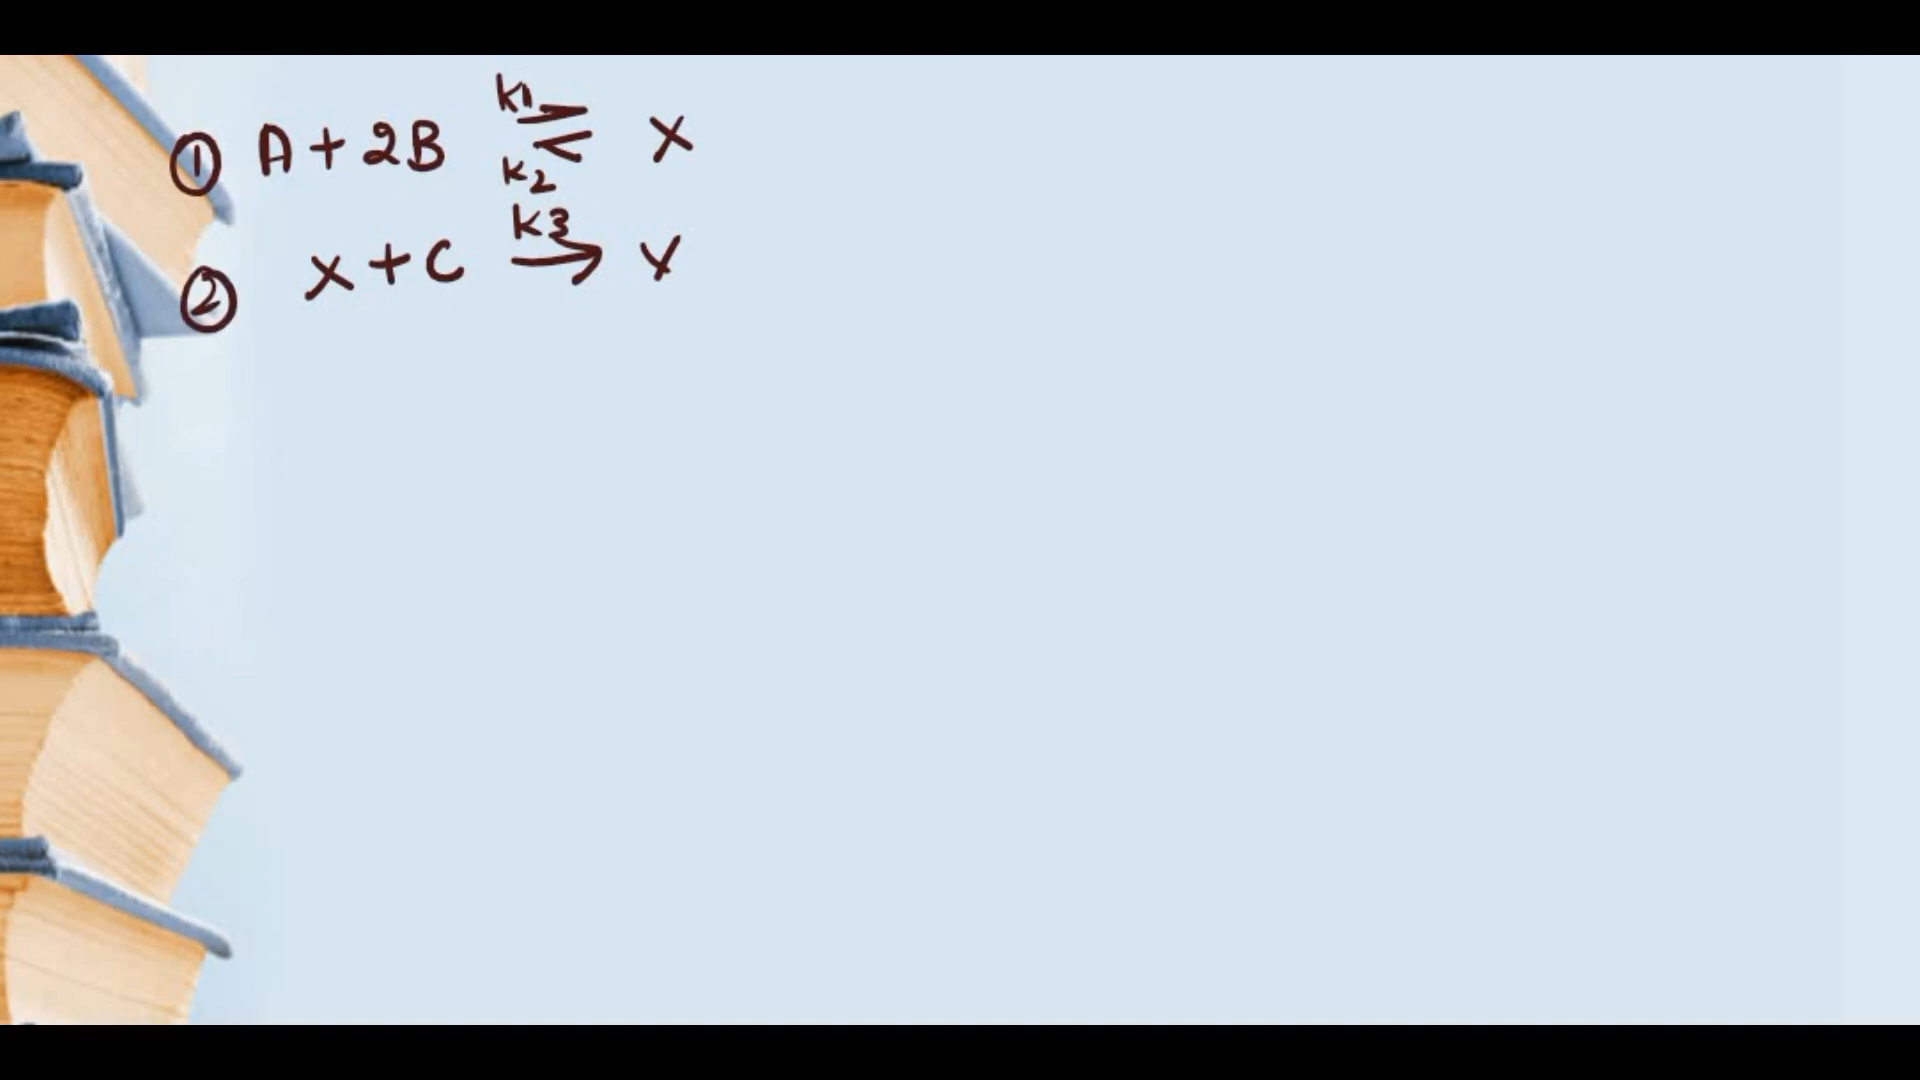 ① A + 2B k1 ⇌ k2 X
② X + C k3 → Y